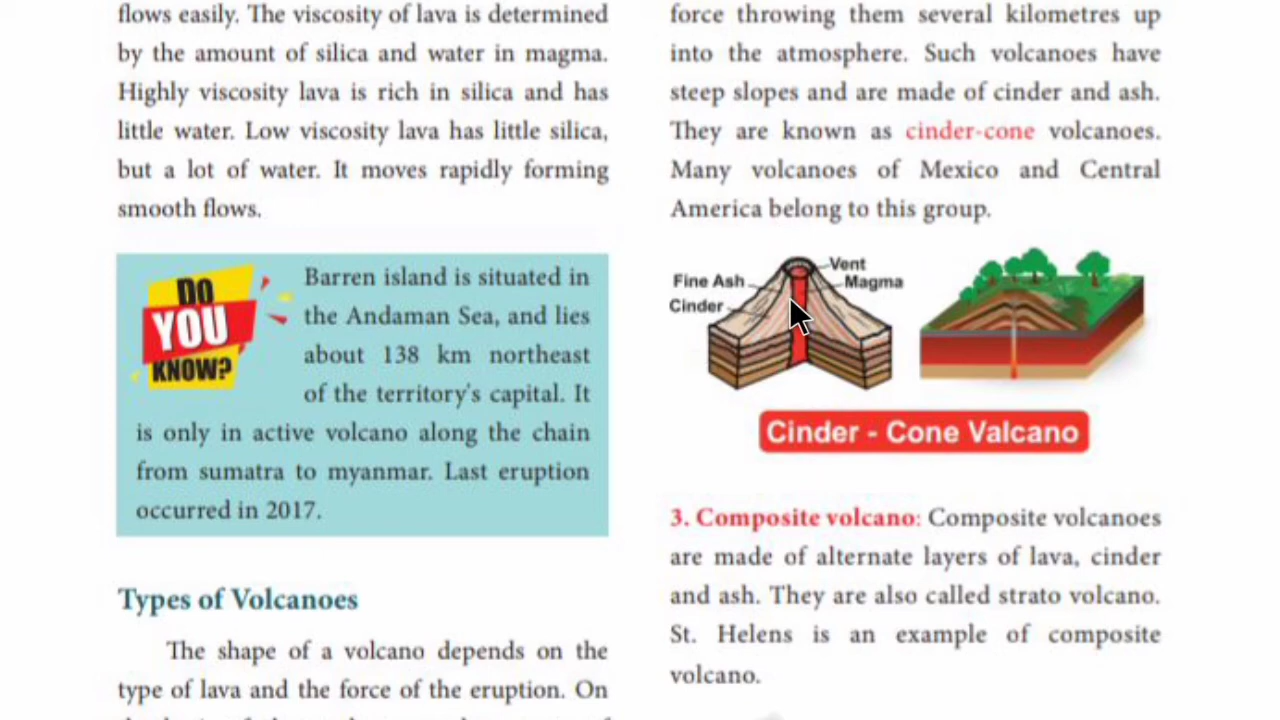 flows easily. The viscosity of lava is determined
by the amount of silica and water in magma.
Highly viscosity lava is rich in silica and has
little water. Low viscosity lava has little silica,
but a lot of water. It moves rapidly forming
smooth flows.
DO
YOU
KNOW?
Barren island is situated in
the Andaman Sea, and lies
about 138 km northeast
of the territory's capital. It
is only in active volcano along the chain
from sumatra to myanmar. Last eruption
occurred in 2017.
Types of Volcanoes
The shape of a volcano depends on the
type of lava and the force of the eruption. On
force throwing them several kilometres up
into the atmosphere. Such volcanoes have
steep slopes and are made of cinder and ash.
They are known as cinder-cone volcanoes.
Many volcanoes of Mexico and Central
America belong to this group.
Vent
Fine Ash
Magma
Cinder
Cinder - Cone Valcano
3. Composite volcano: Composite volcanoes
are made of alternate layers of lava, cinder
and ash. They are also called strato volcano.
St. Helens is an example of composite
volcano.